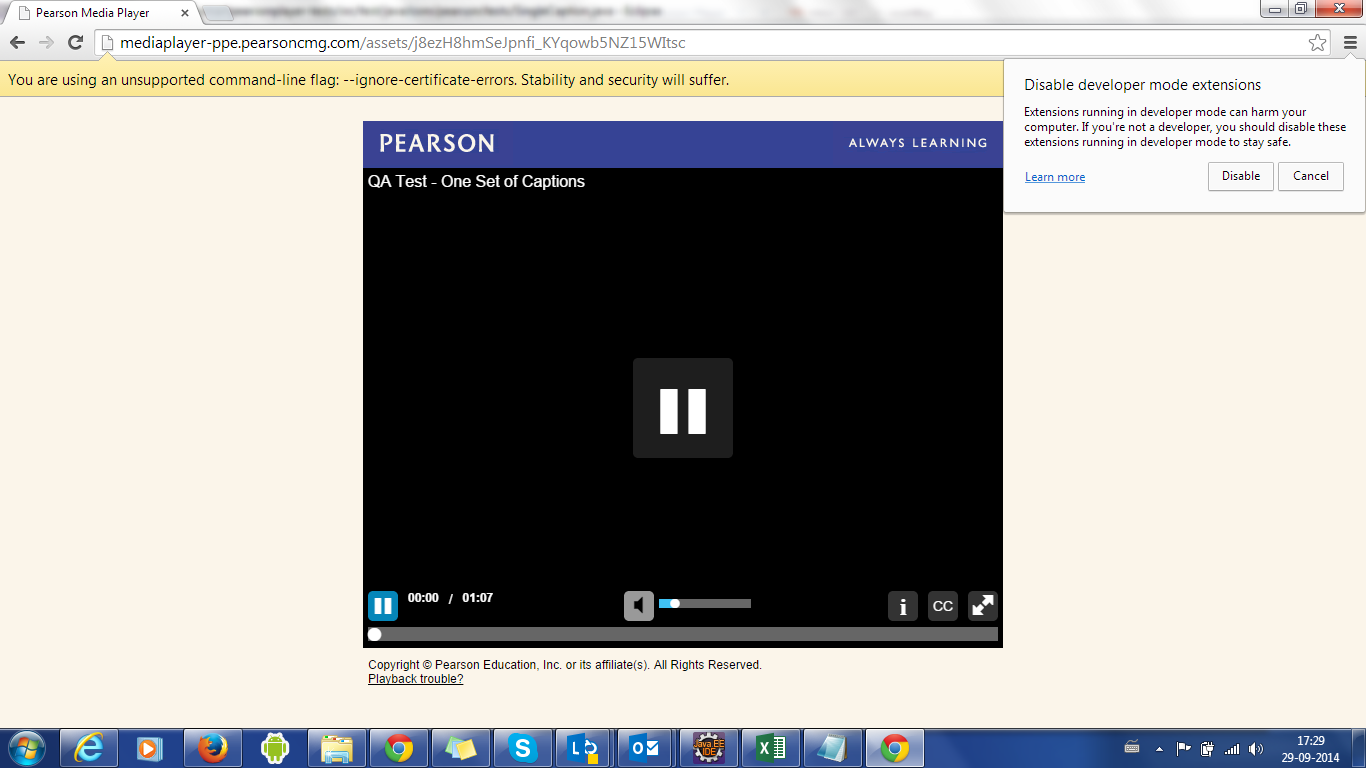 Pearson Media Player
mediaplayer-ppe.pearsoncmg.com/assets/j8ezH8hmSeJpnfi_KYqowb5NZ15WItsc
You are using an unsupported command-line flag: --ignore-certificate-errors. Stability and security will suffer.
Disable developer mode extensions
Extensions running in developer mode can harm your
computer. If you're not a developer, you should disable these
extensions running in developer mode to stay safe.
Learn more
Disable
Cancel
PEARSON
ALWAYS LEARNING
QA Test - One Set of Captions
00:00 / 01:07
i
CC
Copyright © Pearson Education, Inc. or its affiliate(s). All Rights Reserved.
Playback trouble?
Java EE
IDE
17:29
29-09-2014